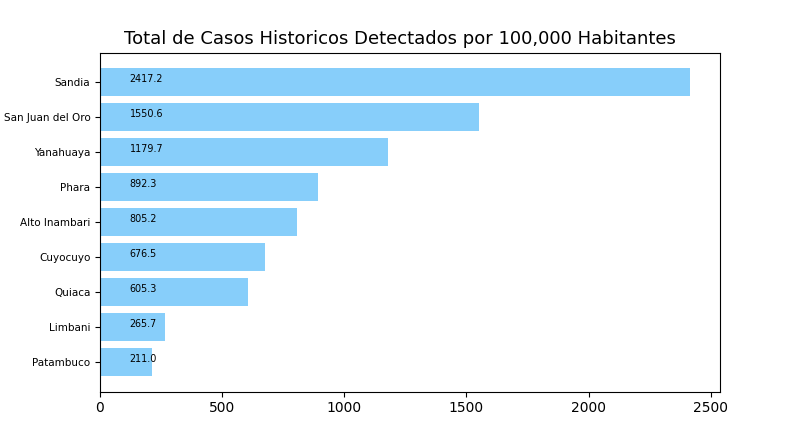 Total de Casos Historicos Detectados por 100,000 Habitantes
Sandia 2417.2
San Juan del Oro 1550.6
Yanahuaya 1179.7
Phara 892.3
Alto Inambari 805.2
Cuyocuyo 676.5
Quiaca 605.3
Limbani 265.7
Patambuco 211.0
0 500 1000 1500 2000 2500